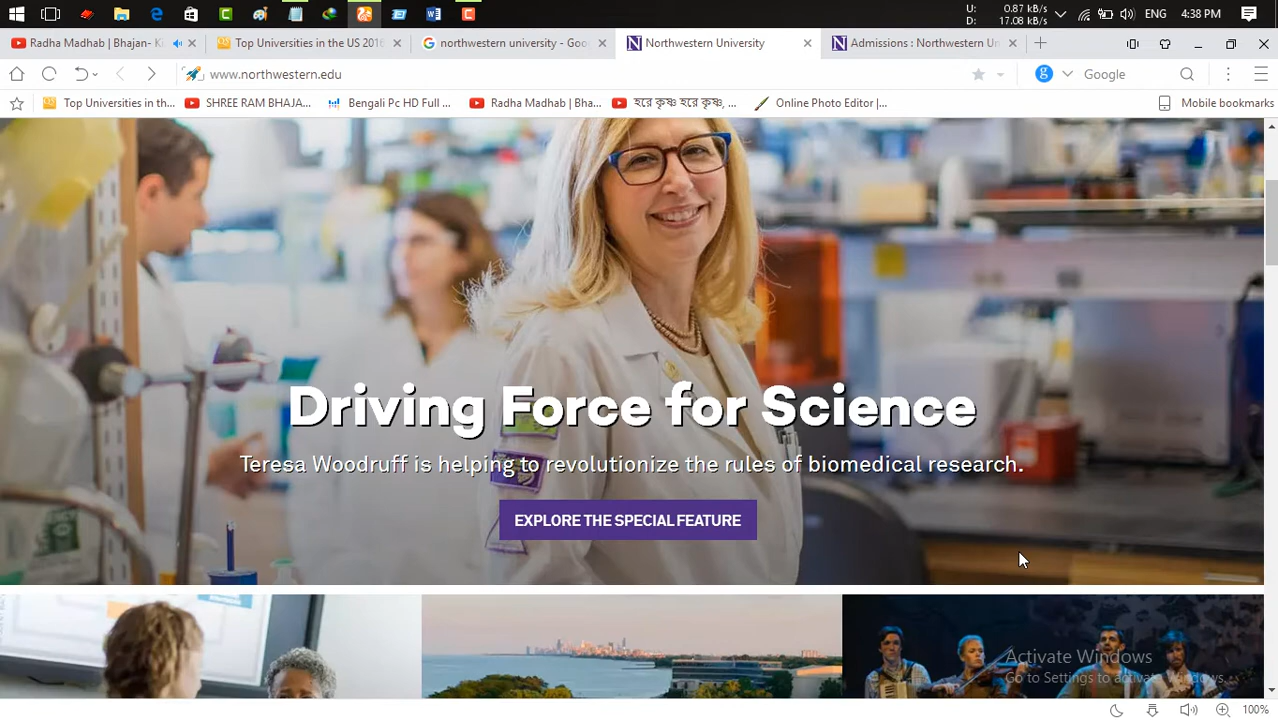 U: 0.87 kB/s
D: 17.08 kB/s
ENG
4:38 PM
Radha Madhab | Bhajan- Ki
Top Universities in the US 2016
northwestern university - Goo
Northwestern University
Admissions : Northwestern Un
www.northwestern.edu
Google
Top Universities in th...
SHREE RAM BHAJA...
Bengali Pc HD Full ...
Radha Madhab | Bha...
হরে কৃষ্ণ হরে কৃষ্ণ, ...
Online Photo Editor |...
Mobile bookmarks
Driving Force for Science
Teresa Woodruff is helping to revolutionize the rules of biomedical research.
EXPLORE THE SPECIAL FEATURE
Activate Windows
Go to Settings to activate Windows.
100%